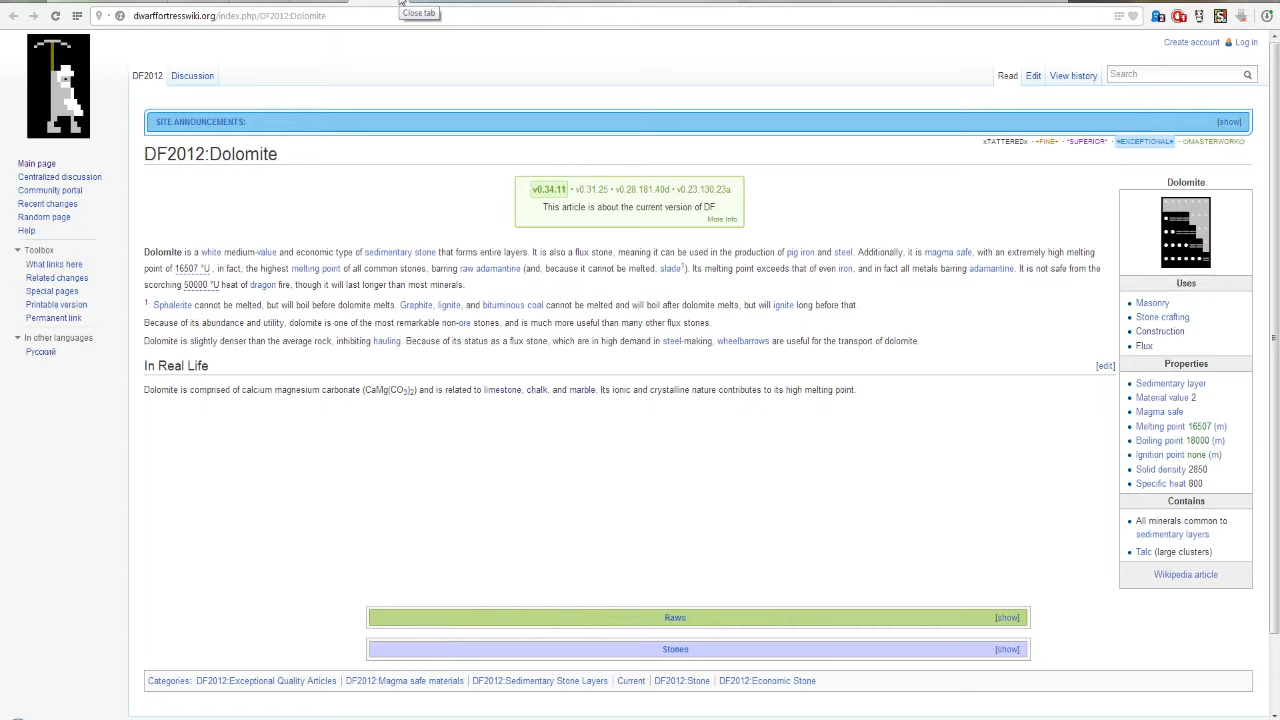 dwarffortresswiki.org/index.php/DF2012:Dolomite
Close tab
Create account Log in
DF2012 Discussion
Read Edit View history Search
SITE ANNOUNCEMENTS: [show]
xTATTEREDx · +FINE+ · *SUPERIOR* · ≡EXCEPTIONAL≡ · ☼MASTERWORK☼
DF2012:Dolomite
v0.34.11 · v0.31.25 · v0.28.181.40d · v0.23.130.23a
This article is about the current version of DF.
More Info
Main page
Centralized discussion
Community portal
Recent changes
Random page
Help
Toolbox
What links here
Related changes
Special pages
Printable version
Permanent link
In other languages
Русский
Dolomite is a white medium-value and economic type of sedimentary stone that forms entire layers. It is also a flux stone, meaning it can be used in the production of pig iron and steel. Additionally, it is magma safe, with an extremely high melting
point of 16507 °U , in fact, the highest melting point of all common stones, barring raw adamantine (and, because it cannot be melted, slade1). Its melting point exceeds that of even iron, and in fact all metals barring adamantine. It is not safe from the
scorching 50000 °U heat of dragon fire, though it will last longer than most minerals.
1. Sphalerite cannot be melted, but will boil before dolomite melts. Graphite, lignite, and bituminous coal cannot be melted and will boil after dolomite melts, but will ignite long before that.
Because of its abundance and utility, dolomite is one of the most remarkable non-ore stones, and is much more useful than many other flux stones.
Dolomite is slightly denser than the average rock, inhibiting hauling. Because of its status as a flux stone, which are in high demand in steel-making, wheelbarrows are useful for the transport of dolomite.
In Real Life [edit]
Dolomite is comprised of calcium magnesium carbonate (CaMg(CO3)2) and is related to limestone, chalk, and marble. Its ionic and crystalline nature contributes to its high melting point.
Dolomite
Uses
Masonry
Stone crafting
Construction
Flux
Properties
Sedimentary layer
Material value 2
Magma safe
Melting point 16507 (m)
Boiling point 18000 (m)
Ignition point none (m)
Solid density 2850
Specific heat 800
Contains
All minerals common to
sedimentary layers
Talc (large clusters)
Wikipedia article
Raws [show]
Stones [show]
Categories: DF2012:Exceptional Quality Articles | DF2012:Magma safe materials | DF2012:Sedimentary Stone Layers | Current | DF2012:Stone | DF2012:Economic Stone